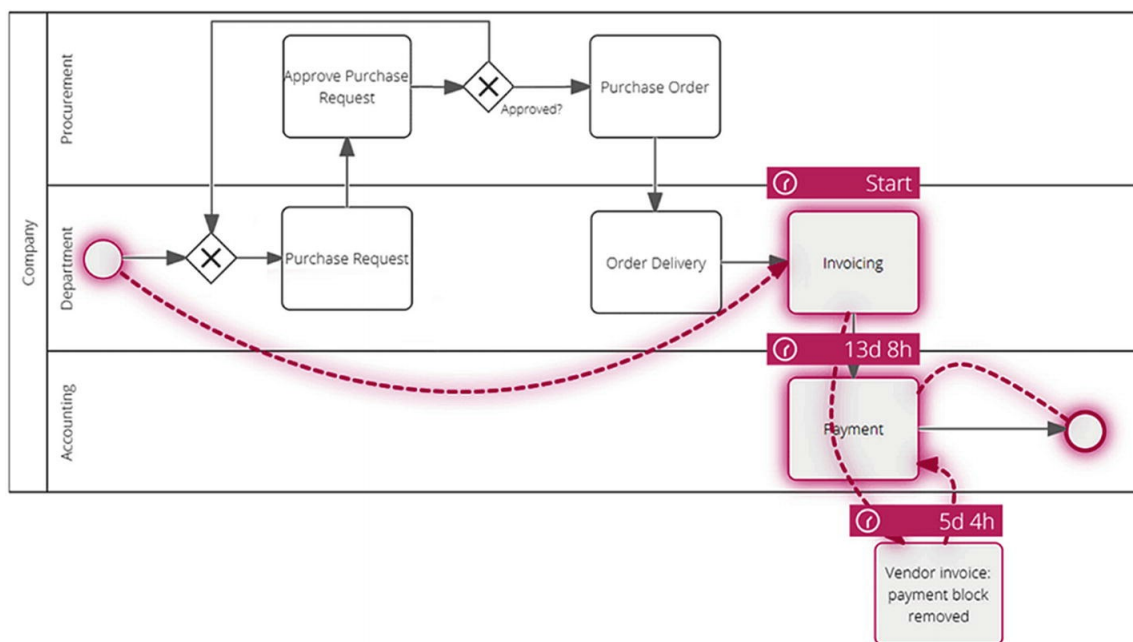 Company
Procurement
Approve Purchase
Request
Approved?
Purchase Order
Start
Department
Purchase Request
Order Delivery
Invoicing
13d 8h
Accounting
Payment
5d 4h
Vendor invoice:
payment block
removed